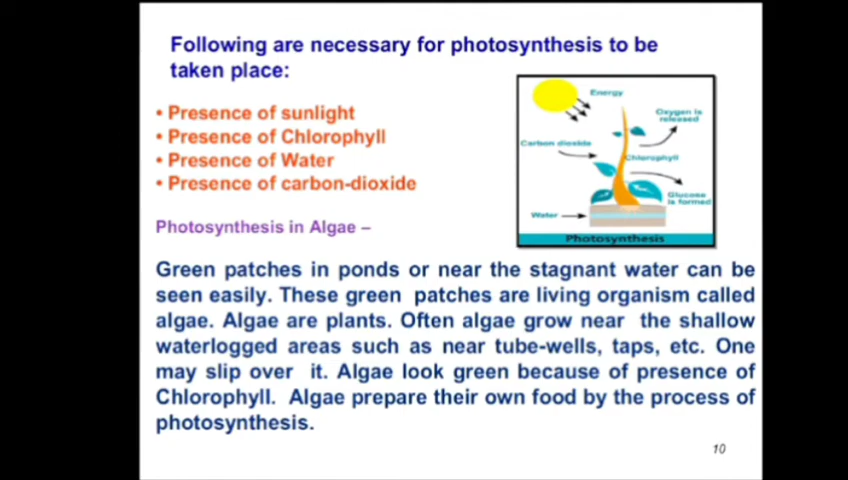 Following are necessary for photosynthesis to be
taken place:
• Presence of sunlight
• Presence of Chlorophyll
• Presence of Water
• Presence of carbon-dioxide
Energy
Oxygen is
released
Carbon dioxide
Chlorophyll
Glucose
is formed
Water
Photosynthesis
Photosynthesis in Algae –
Green patches in ponds or near the stagnant water can be
seen easily. These green patches are living organism called
algae. Algae are plants. Often algae grow near the shallow
waterlogged areas such as near tube-wells, taps, etc. One
may slip over it. Algae look green because of presence of
Chlorophyll. Algae prepare their own food by the process of
photosynthesis.
10